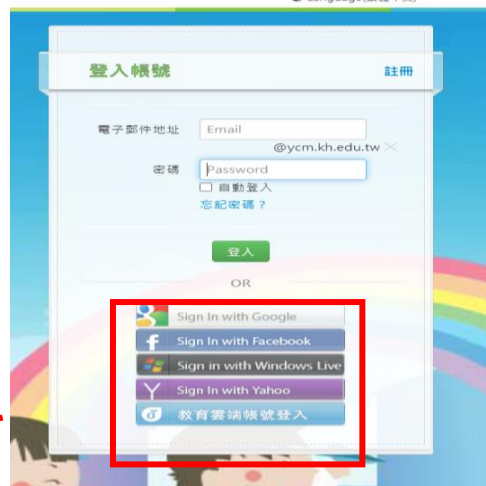 登入帳號
註冊
電子郵件地址
Email
@ycm.kh.edu.tw
密碼
Password
自動登入
忘記密碼？
登入
OR
Sign In with Google
Sign In with Facebook
Sign in with Windows Live
Sign In with Yahoo
教育雲端帳號登入